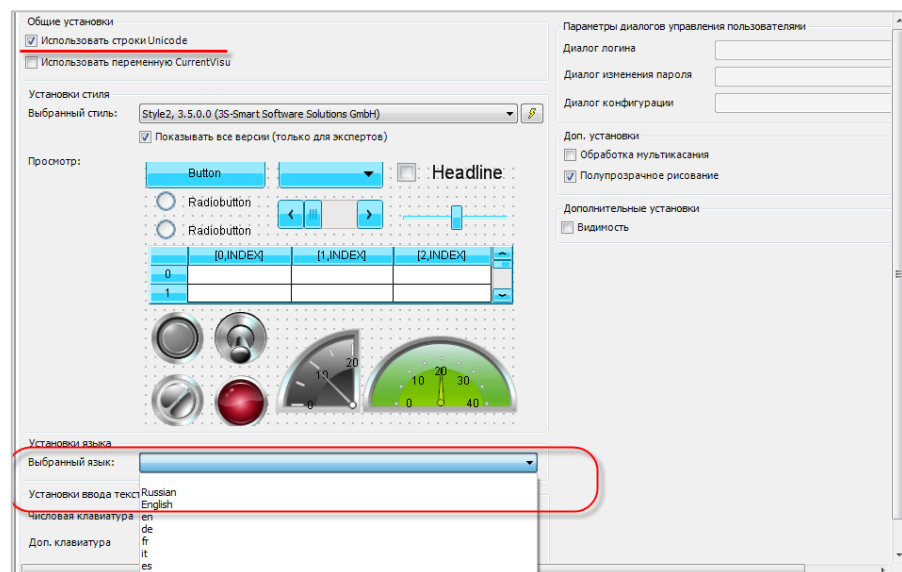 Общие установки
Использовать строки Unicode
Использовать переменную CurrentVisu
Установки стиля
Выбранный стиль: Style2, 3.5.0.0 (3S-Smart Software Solutions GmbH)
Показывать все версии (только для экспертов)
Просмотр:
Button
Headline
Radiobutton
Radiobutton
[0,INDEX] [1,INDEX] [2,INDEX]
0
1
10 20
0
10 20 30
0 40
Установки языка
Выбранный язык:
Russian
English
en
de
fr
it
es
Установки ввода текст
Числовая клавиатура
Доп. клавиатура
Параметры диалогов управления пользователями
Диалог логина
Диалог изменения пароля
Диалог конфигурации
Доп. установки
Обработка мультикасания
Полупрозрачное рисование
Дополнительные установки
Видимость